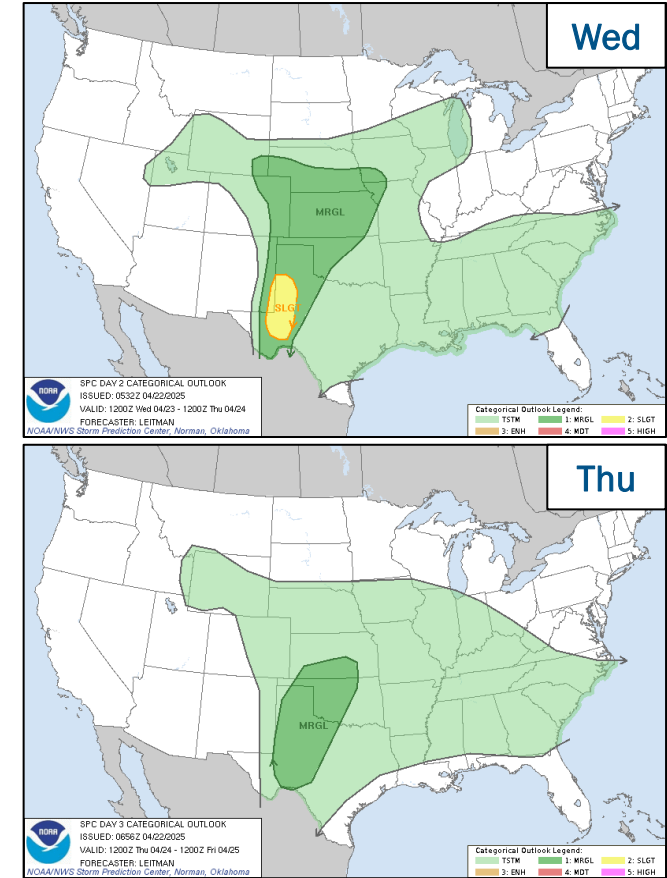 Wed
MRGL
SLGT
NOAA
SPC DAY 2 CATEGORICAL OUTLOOK
ISSUED: 0532Z 04/22/2025
VALID: 1200Z Wed 04/23 - 1200Z Thu 04/24
FORECASTER: LEITMAN
NOAA/NWS Storm Prediction Center, Norman, Oklahoma
Categorical Outlook Legend:
TSTM 1: MRGL 2: SLGT
3: ENH 4: MDT 5: HIGH
Thu
MRGL
NOAA
SPC DAY 3 CATEGORICAL OUTLOOK
ISSUED: 0656Z 04/22/2025
VALID: 1200Z Thu 04/24 - 1200Z Fri 04/25
FORECASTER: LEITMAN
NOAA/NWS Storm Prediction Center, Norman, Oklahoma
Categorical Outlook Legend:
TSTM 1: MRGL 2: SLGT
3: ENH 4: MDT 5: HIGH